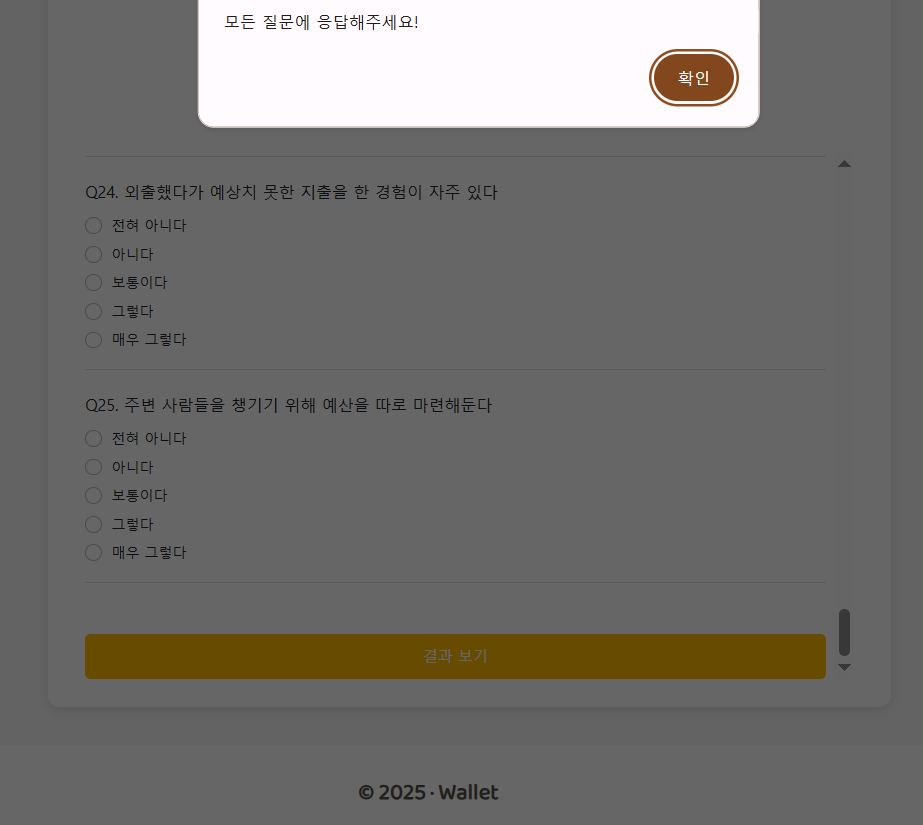 모든 질문에 응답해주세요!
확인
Q24. 외출했다가 예상치 못한 지출을 한 경험이 자주 있다
전혀 아니다
아니다
보통이다
그렇다
매우 그렇다
Q25. 주변 사람들을 챙기기 위해 예산을 따로 마련해둔다
전혀 아니다
아니다
보통이다
그렇다
매우 그렇다
결과 보기
© 2025 · Wallet